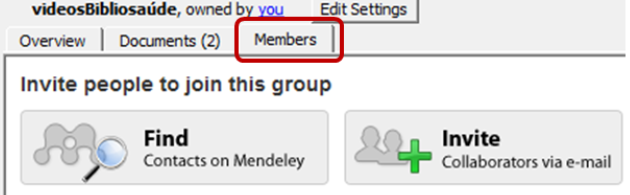 videosBibliosaúde, owned by you Edit Settings
Overview Documents (2) Members
Invite people to join this group
Find
Contacts on Mendeley
Invite
Collaborators via e-mail